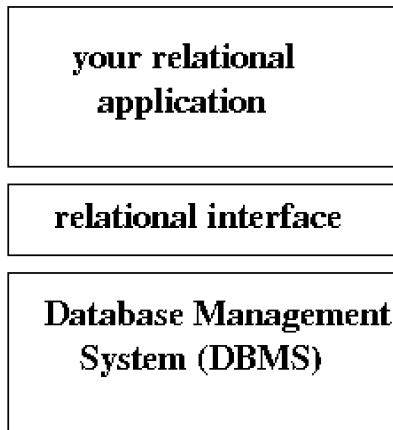 your relational
application
relational interface
Database Management
System (DBMS)